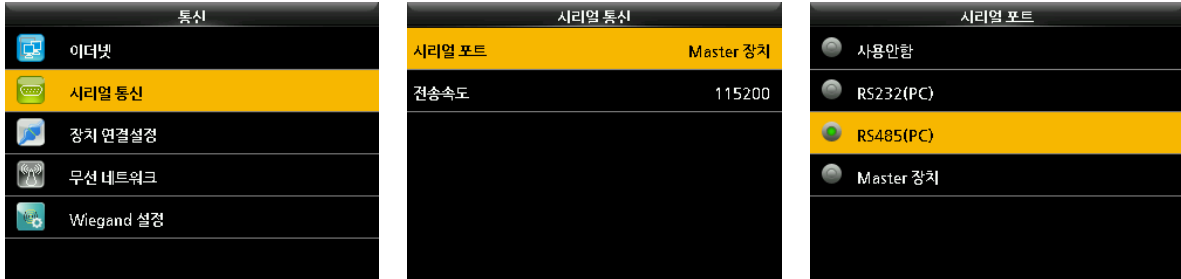 통신
이더넷
시리얼 통신
장치 연결설정
무선 네트워크
Wiegand 설정
시리얼 통신
시리얼 포트 Master 장치
전송속도 115200
시리얼 포트
사용안함
RS232(PC)
RS485(PC)
Master 장치